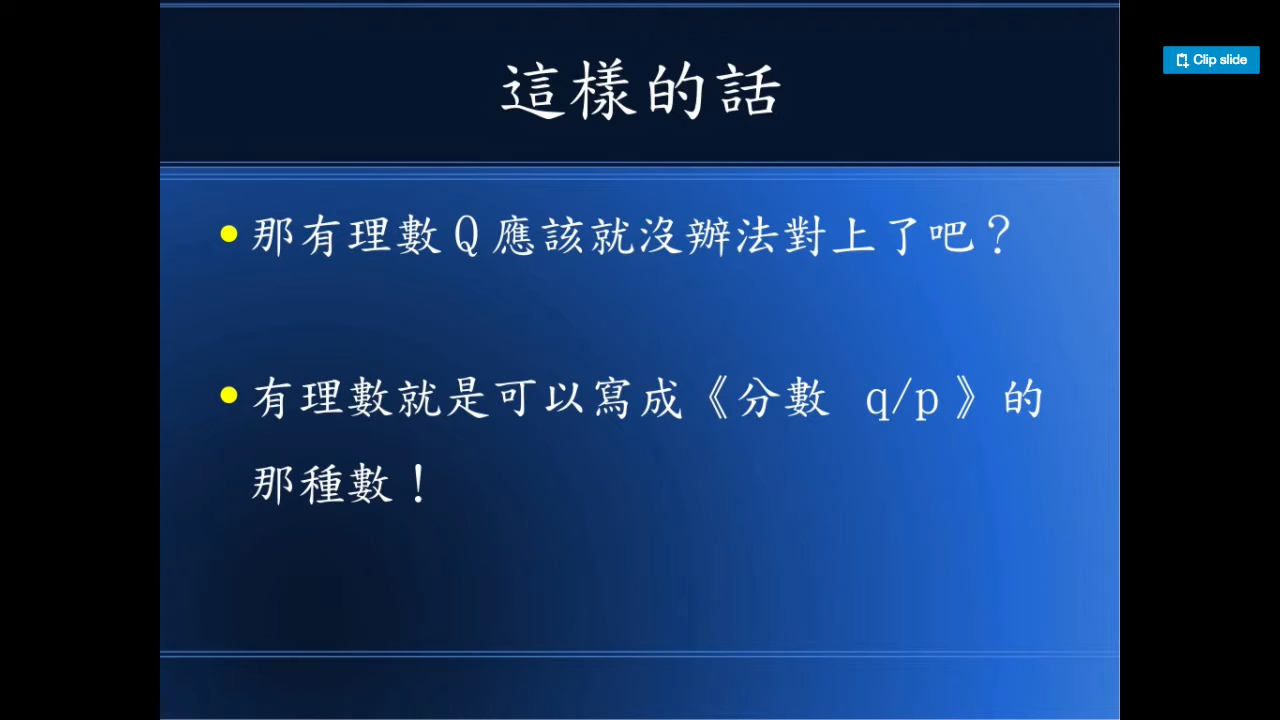 這樣的話
Clip slide
• 那有理數 Q 應該就沒辦法對上了吧？
• 有理數就是可以寫成《分數 q/p》的
那種數！